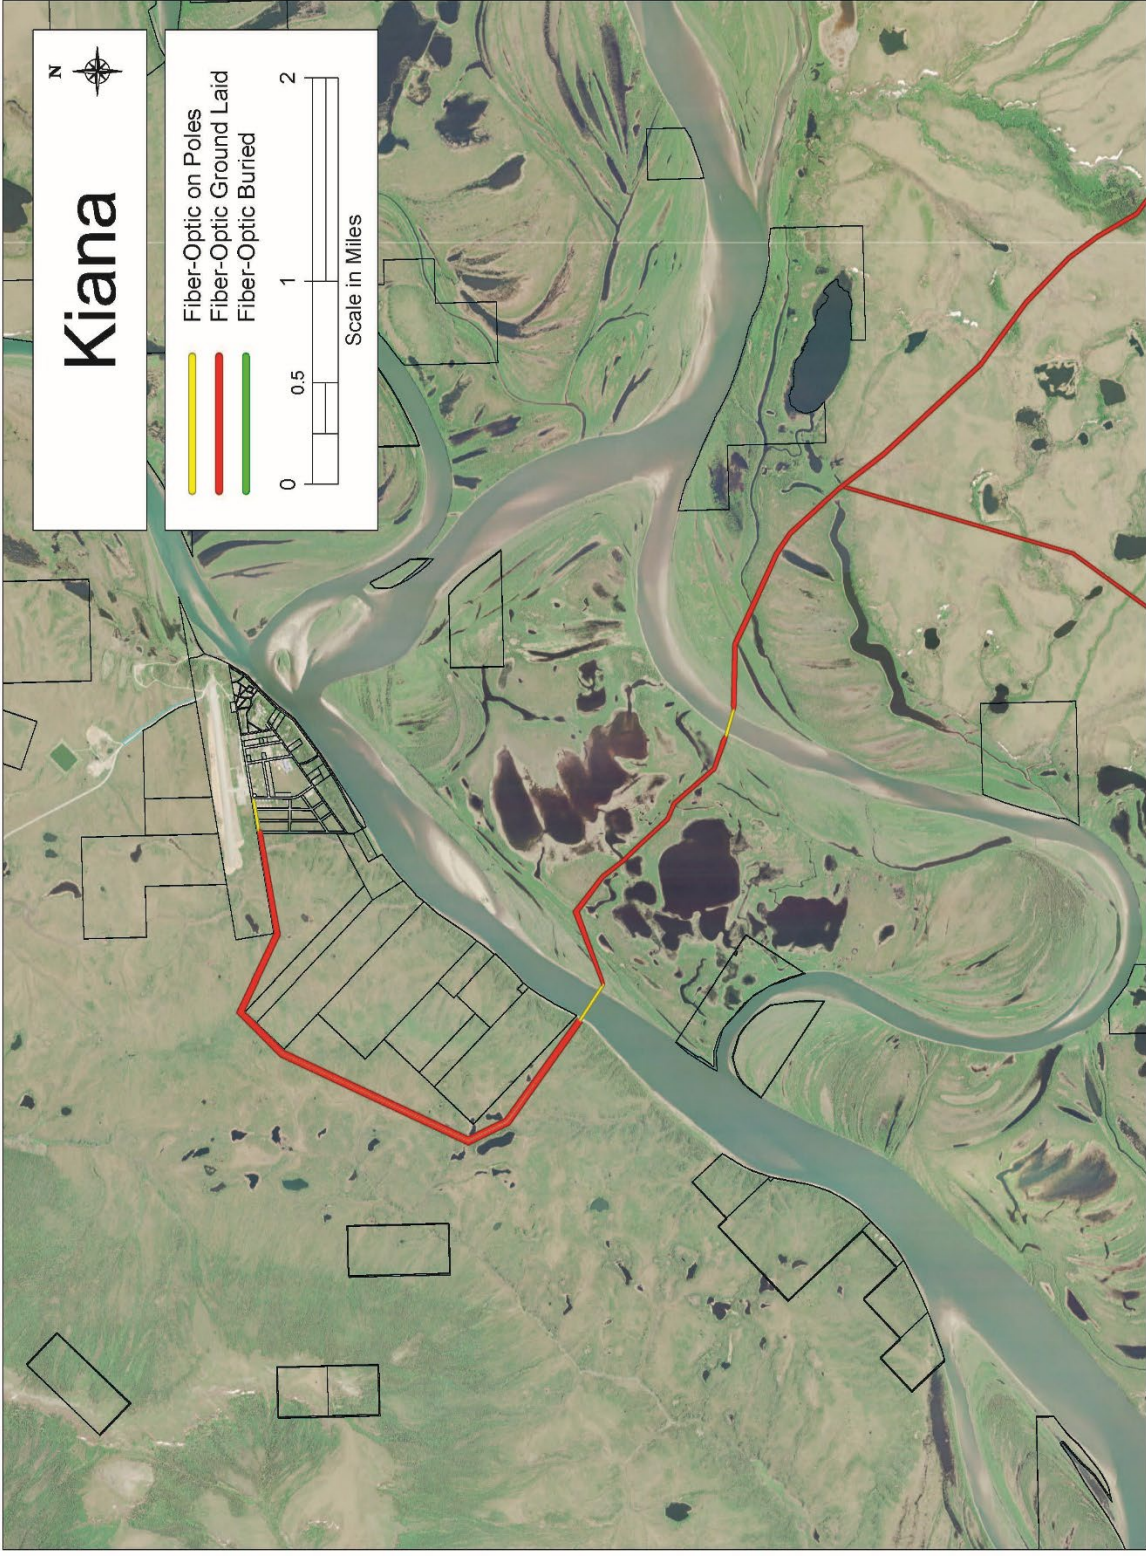 Kiana
N
Fiber-Optic on Poles
Fiber-Optic Ground Laid
Fiber-Optic Buried
0 0.5 1 2
Scale in Miles